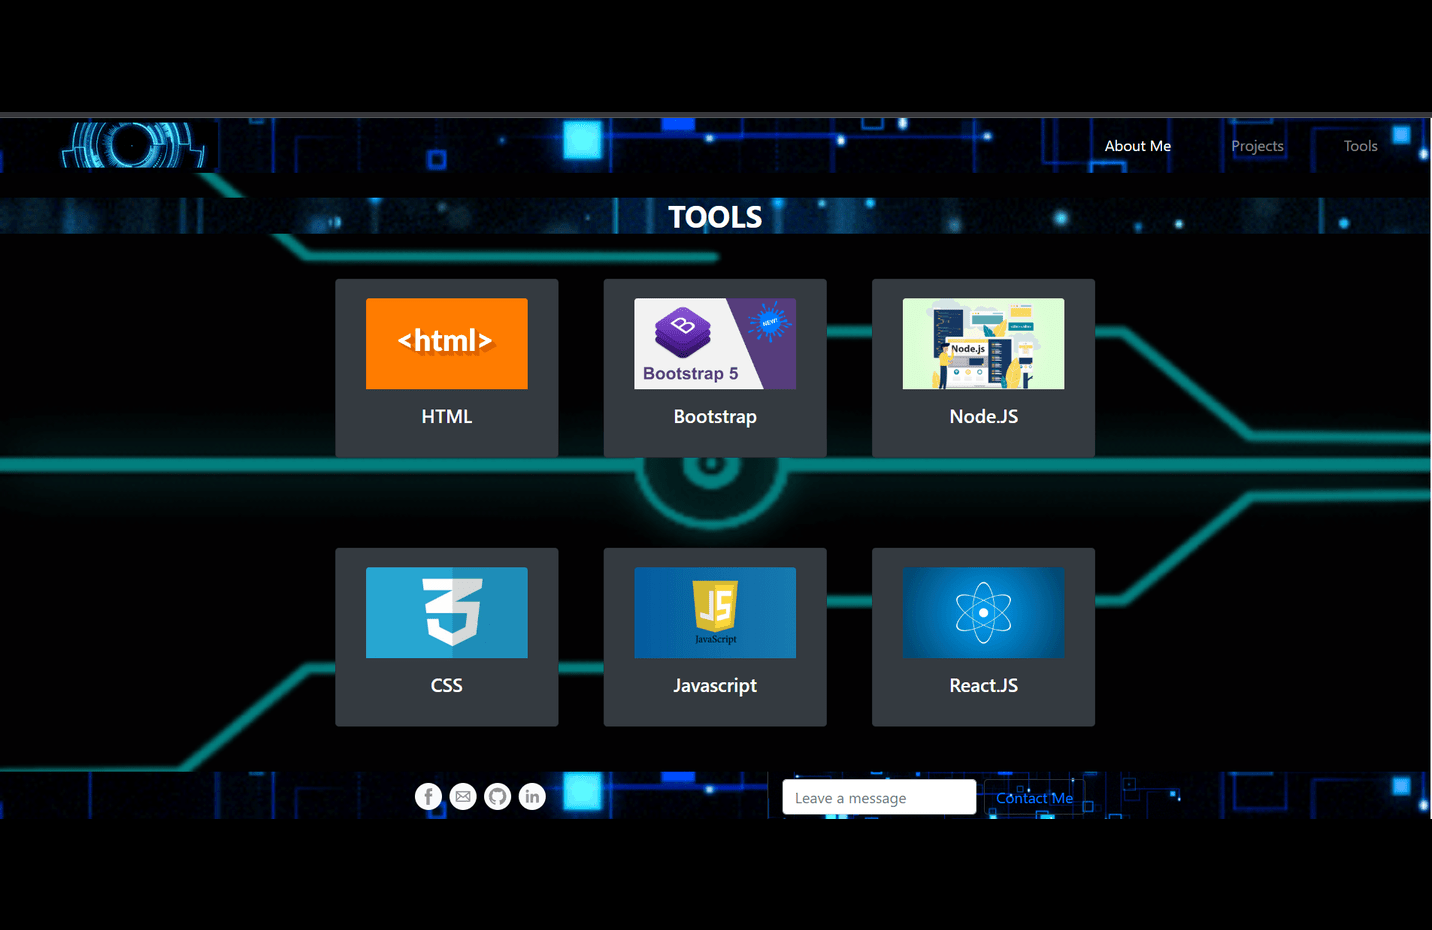 About Me
Projects
Tools
TOOLS
<html>
HTML
B
NEW!
Bootstrap 5
Bootstrap
Node.js
Node.JS
CSS
JS
JavaScript
Javascript
React.JS
f
in
Leave a message
Contact Me